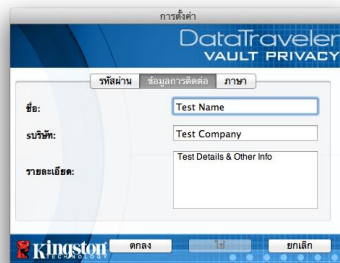 การตั้งค่า
DataTraveler
VAULT PRIVACY
รหัสผ่าน ข้อมูลการติดต่อ ภาษา
ชื่อ: Test Name
รบริษัท: Test Company
Test Details & Other Info
รายละเอียด:
Kingston
TECHNOLOGY
ตกลง ใช้ ยกเลิก